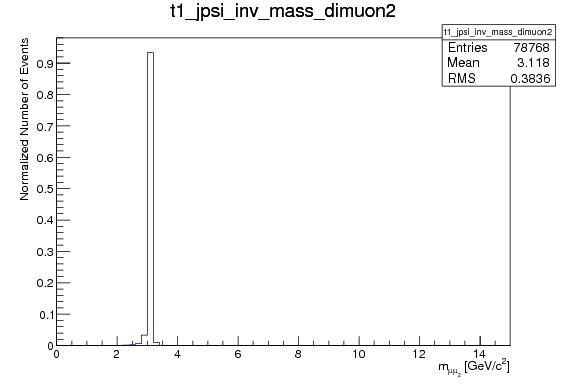 t1_jpsi_inv_mass_dimuon2
t1_jpsi_inv_mass_dimuon2
Entries 78768
Mean 3.118
RMS 0.3836
Normalized Number of Events
0.9
0.8
0.7
0.6
0.5
0.4
0.3
0.2
0.1
0
0 2 4 6 8 10 12 14
mμμ2 [GeV/c²]